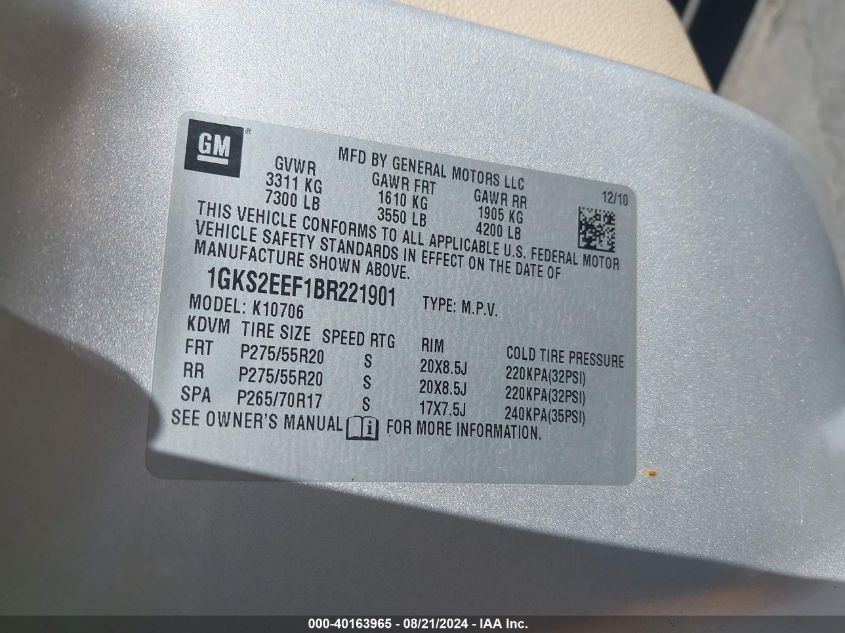 GM ®
MFD BY GENERAL MOTORS LLC
12/10
GVWR GAWR FRT GAWR RR
3311 KG 1610 KG 1905 KG
7300 LB 3550 LB 4200 LB
THIS VEHICLE CONFORMS TO ALL APPLICABLE U.S. FEDERAL MOTOR
VEHICLE SAFETY STANDARDS IN EFFECT ON THE DATE OF
MANUFACTURE SHOWN ABOVE.
1GKS2EEF1BR221901 TYPE: M.P.V.
MODEL: K10706
KDVM TIRE SIZE SPEED RTG RIM COLD TIRE PRESSURE
FRT P275/55R20 S 20X8.5J 220KPA(32PSI)
RR P275/55R20 S 20X8.5J 220KPA(32PSI)
SPA P265/70R17 S 17X7.5J 240KPA(35PSI)
SEE OWNER'S MANUAL i FOR MORE INFORMATION.
000-40163965 - 08/21/2024 - IAA Inc.